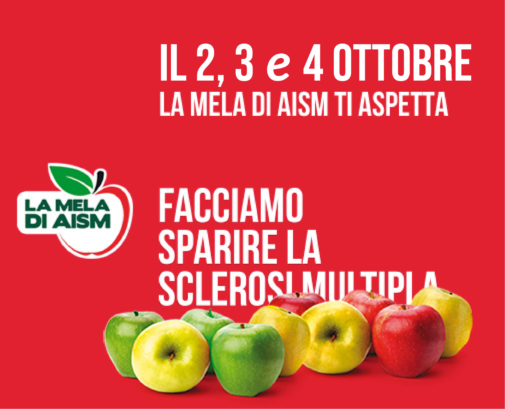 IL 2, 3 e 4 OTTOBRE
LA MELA DI AISM TI ASPETTA
LA MELA
DI AISM
FACCIAMO
SPARIRE LA
SCLEROSI MULTIPLA